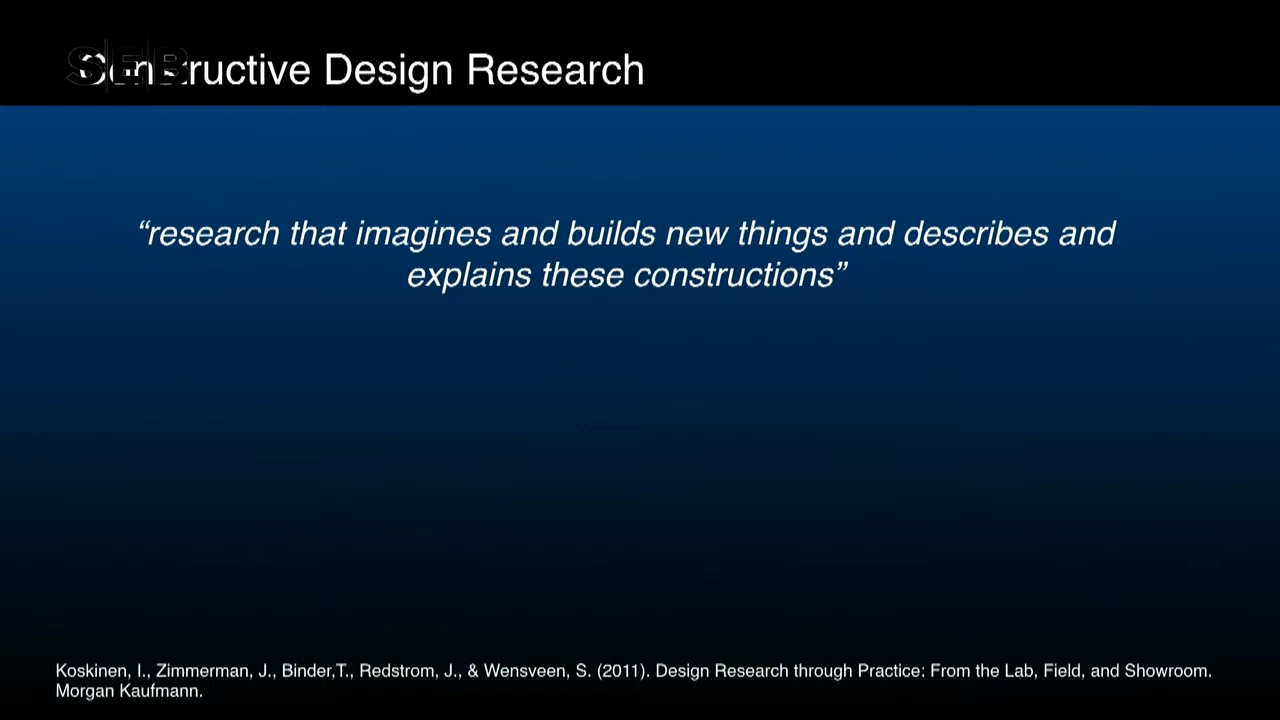 Constructive Design Research
SEB
“research that imagines and builds new things and describes and
explains these constructions”
Koskinen, I., Zimmerman, J., Binder,T., Redstrom, J., & Wensveen, S. (2011). Design Research through Practice: From the Lab, Field, and Showroom.
Morgan Kaufmann.